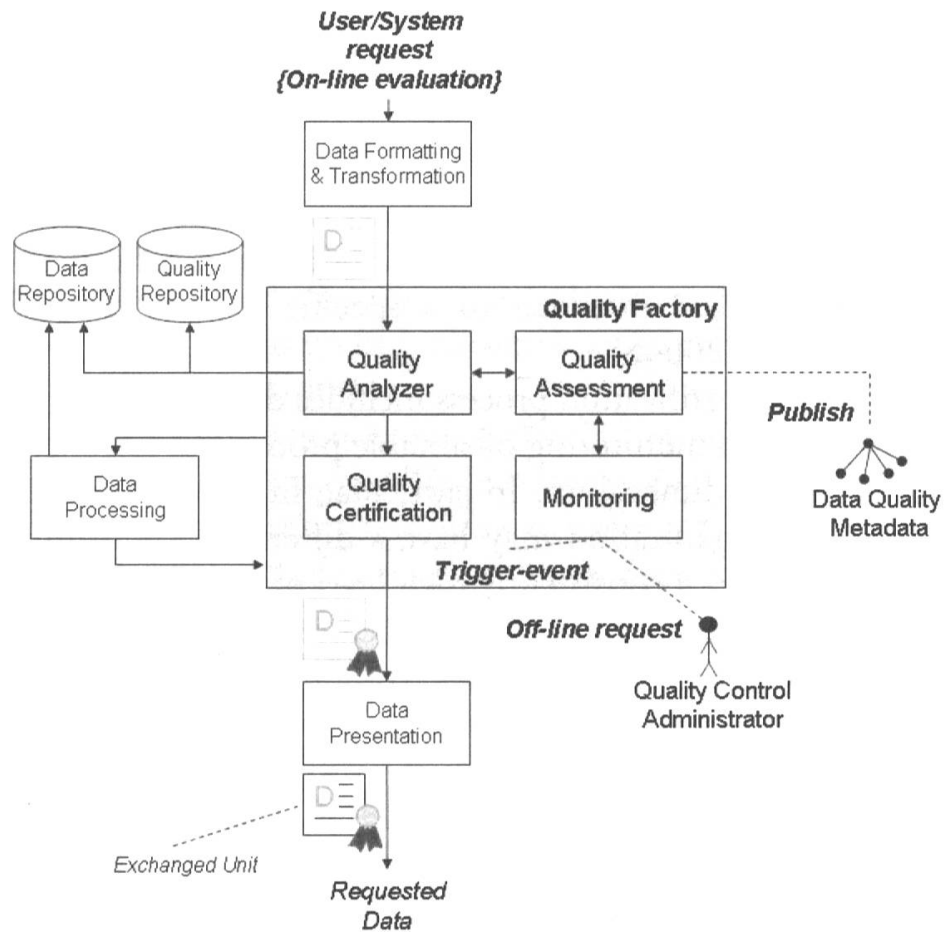 User/System
request
{On-line evaluation}
Data Formatting
& Transformation
D
Data
Repository
Quality
Repository
Quality Factory
Quality
Analyzer
Quality
Assessment
Publish
Data
Processing
Quality
Certification
Monitoring
Data Quality
Metadata
Trigger-event
D
Off-line request
Quality Control
Administrator
Data
Presentation
D
Exchanged Unit
Requested
Data